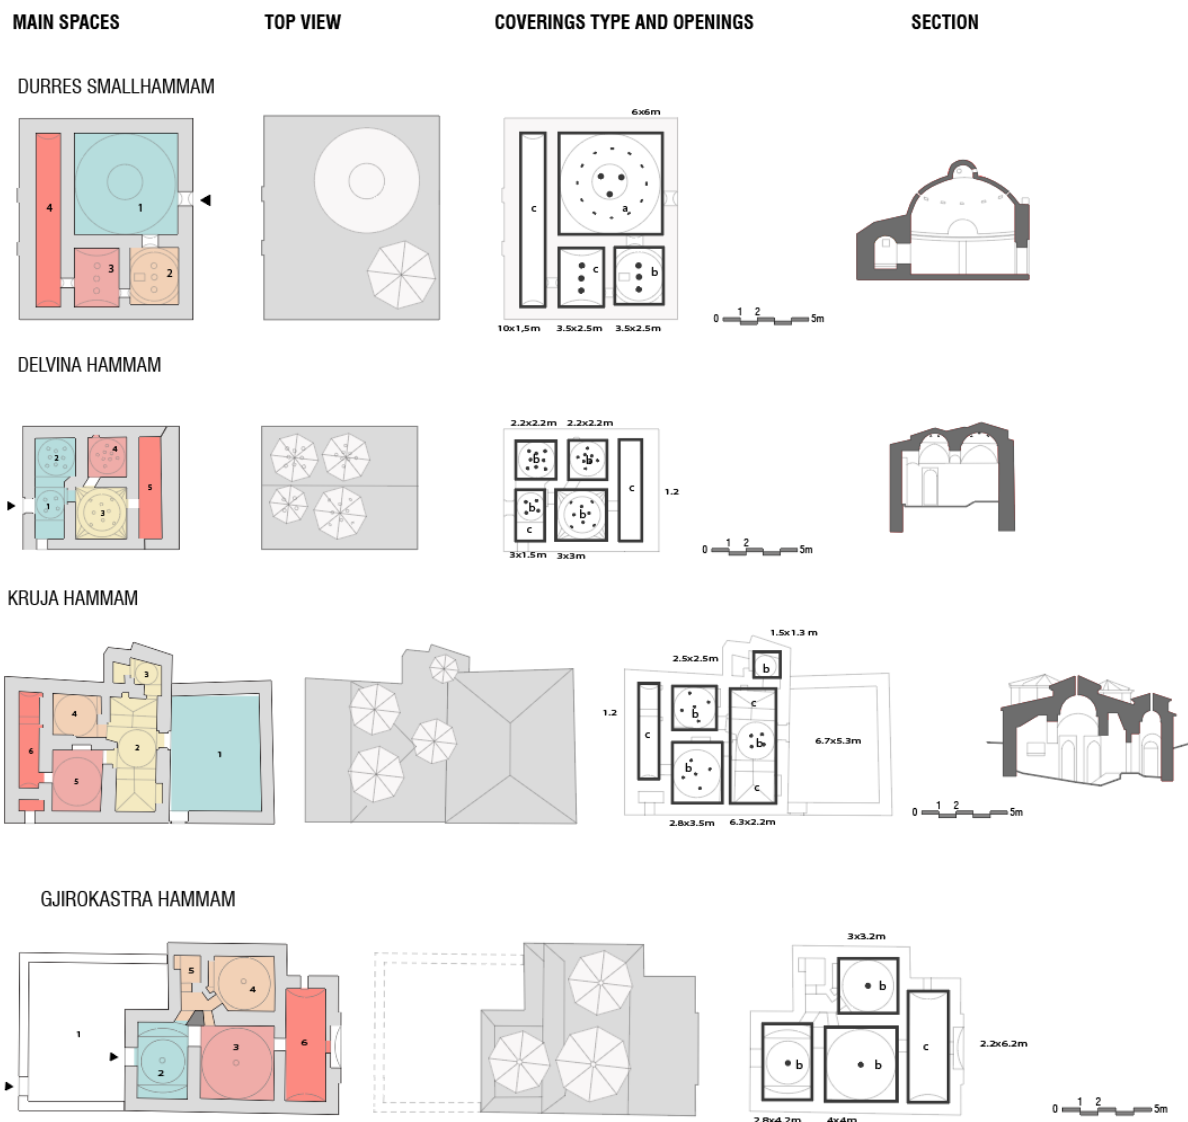 MAIN SPACES TOP VIEW COVERINGS TYPE AND OPENINGS SECTION
DURRES SMALLHAMMAM
6x6m
4 1 3 2
c a c b
10x1,5m 3.5x2.5m 3.5x2.5m
0 1 2 5m
DELVINA HAMMAM
2.2x2.2m 2.2x2.2m
2 4 1 3 5
b b b b c c
1.2
3x1.5m 3x3m
0 1 2 5m
KRUJA HAMMAM
1.5x1.3 m
2.5x2.5m
3 4 2 6 5 1
b c b c b b c
1.2
6.7x5.3m
2.8x3.5m 6.3x2.2m
0 1 2 5m
GJIROKASTRA HAMMAM
3x3.2m
5 4 1 3 6 2
b c b b
2.2x6.2m
2.8x4.2m 4x4m
0 1 2 5m